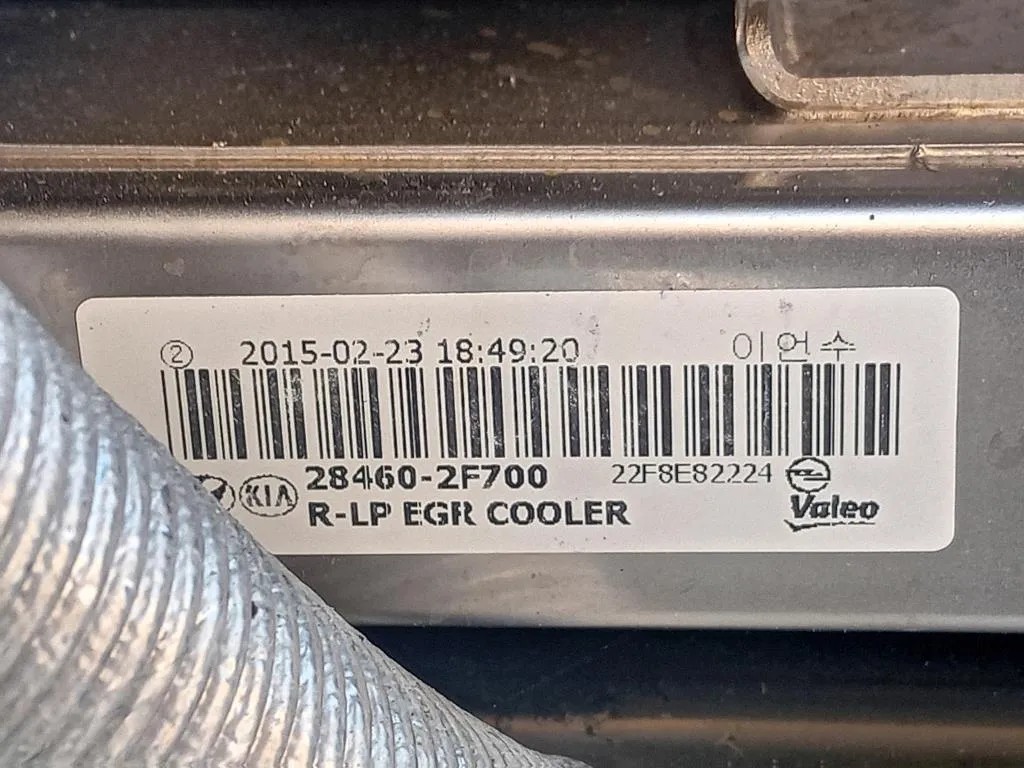 ② 2015-02-23 18:49:20 이연수
28460-2F700 22F8E82224
KIA R-LP EGR COOLER Valeo